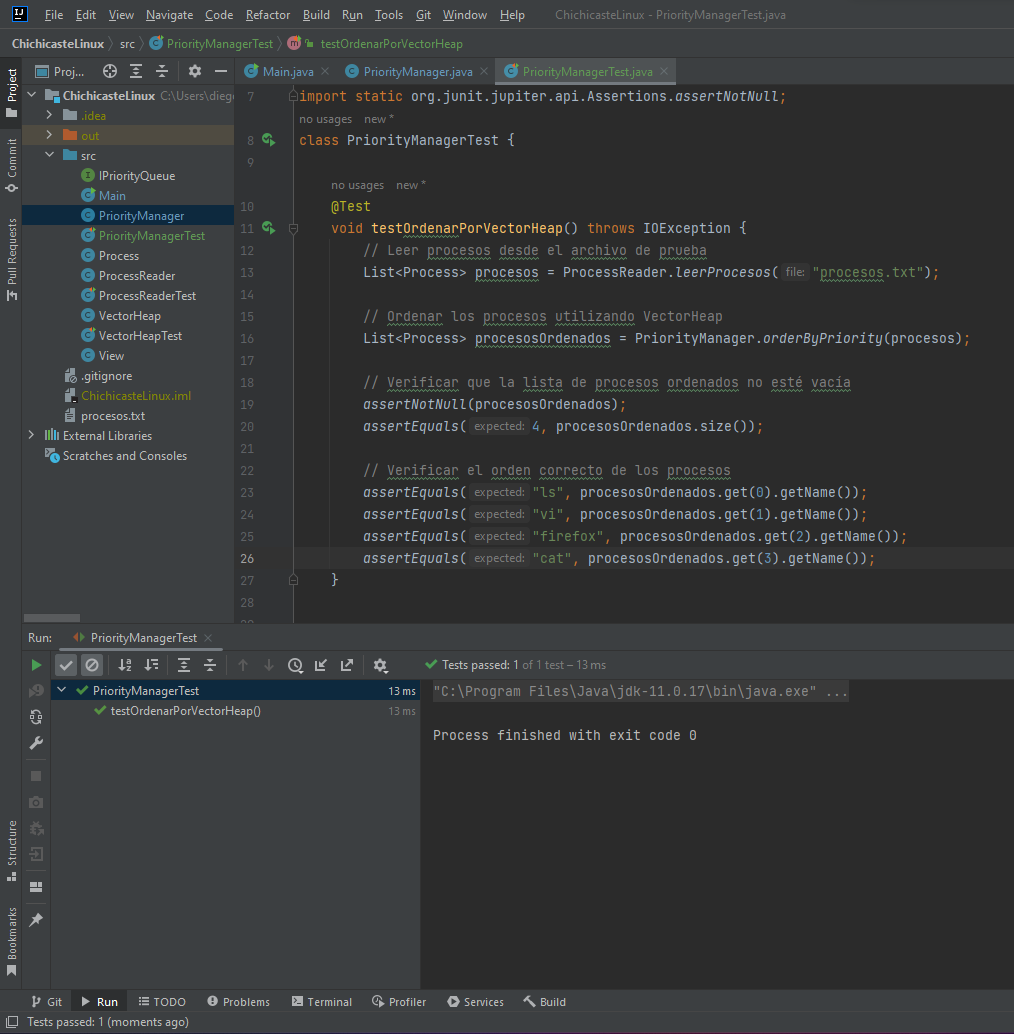 File Edit View Navigate Code Refactor Build Run Tools Git Window Help ChichicasteLinux - PriorityManagerTest.java
ChichicasteLinux src PriorityManagerTest testOrdenarPorVectorHeap
Project
Commit
Pull Requests
Structure
Bookmarks
Proj...
ChichicasteLinux C:\Users\dieg
.idea
out
src
IPriorityQueue
Main
PriorityManager
PriorityManagerTest
Process
ProcessReader
ProcessReaderTest
VectorHeap
VectorHeapTest
View
.gitignore
ChichicasteLinux.iml
procesos.txt
External Libraries
Scratches and Consoles
Main.java PriorityManager.java PriorityManagerTest.java
7 import static org.junit.jupiter.api.Assertions.assertNotNull;
no usages new *
8 class PriorityManagerTest {
9
no usages new *
10 @Test
11 void testOrdenarPorVectorHeap() throws IOException {
12 // Leer procesos desde el archivo de prueba
13 List<Process> procesos = ProcessReader.leerProcesos( file: "procesos.txt");
14
15 // Ordenar los procesos utilizando VectorHeap
16 List<Process> procesosOrdenados = PriorityManager.orderByPriority(procesos);
17
18 // Verificar que la lista de procesos ordenados no esté vacía
19 assertNotNull(procesosOrdenados);
20 assertEquals( expected: 4, procesosOrdenados.size());
21
22 // Verificar el orden correcto de los procesos
23 assertEquals( expected: "ls", procesosOrdenados.get(0).getName());
24 assertEquals( expected: "vi", procesosOrdenados.get(1).getName());
25 assertEquals( expected: "firefox", procesosOrdenados.get(2).getName());
26 assertEquals( expected: "cat", procesosOrdenados.get(3).getName());
27 }
28
Run: PriorityManagerTest
Tests passed: 1 of 1 test – 13 ms
PriorityManagerTest 13 ms
testOrdenarPorVectorHeap() 13 ms
"C:\Program Files\Java\jdk-11.0.17\bin\java.exe" ...
Process finished with exit code 0
Git Run TODO Problems Terminal Profiler Services Build
Tests passed: 1 (moments ago)